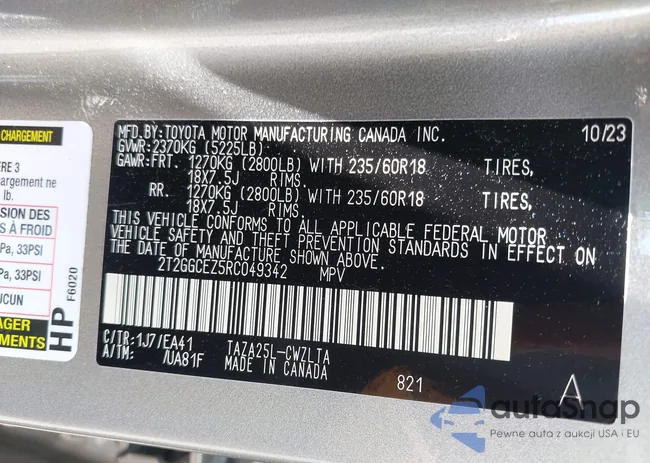 CHARGEMENT
ÈRE 3
hargement ne
lb.
SION DES
S À FROID
Pa, 33PSI
Pa, 33PSI
UCUN
AGER
EMENTS
HP
F6020
MFD.BY:TOYOTA MOTOR MANUFACTURING CANADA INC. 10/23
GVWR:2370KG (5225LB)
GAWR:FRT. 1270KG (2800LB) WITH 235/60R18 TIRES,
18X7.5J RIMS.
RR. 1270KG (2800LB) WITH 235/60R18 TIRES,
18X7.5J RIMS.
THIS VEHICLE CONFORMS TO ALL APPLICABLE FEDERAL MOTOR
VEHICLE SAFETY AND THEFT PREVENTION STANDARDS IN EFFECT ON
THE DATE OF MANUFACTURE SHOWN ABOVE.
2T2GGCEZ5RC049342 MPV
C/TR:1J7/EA41 TAZA25L-CWZLTA
A/TM: /UA81F MADE IN CANADA
821 A
autoSnap
Pewne auta z aukcji USA i EU